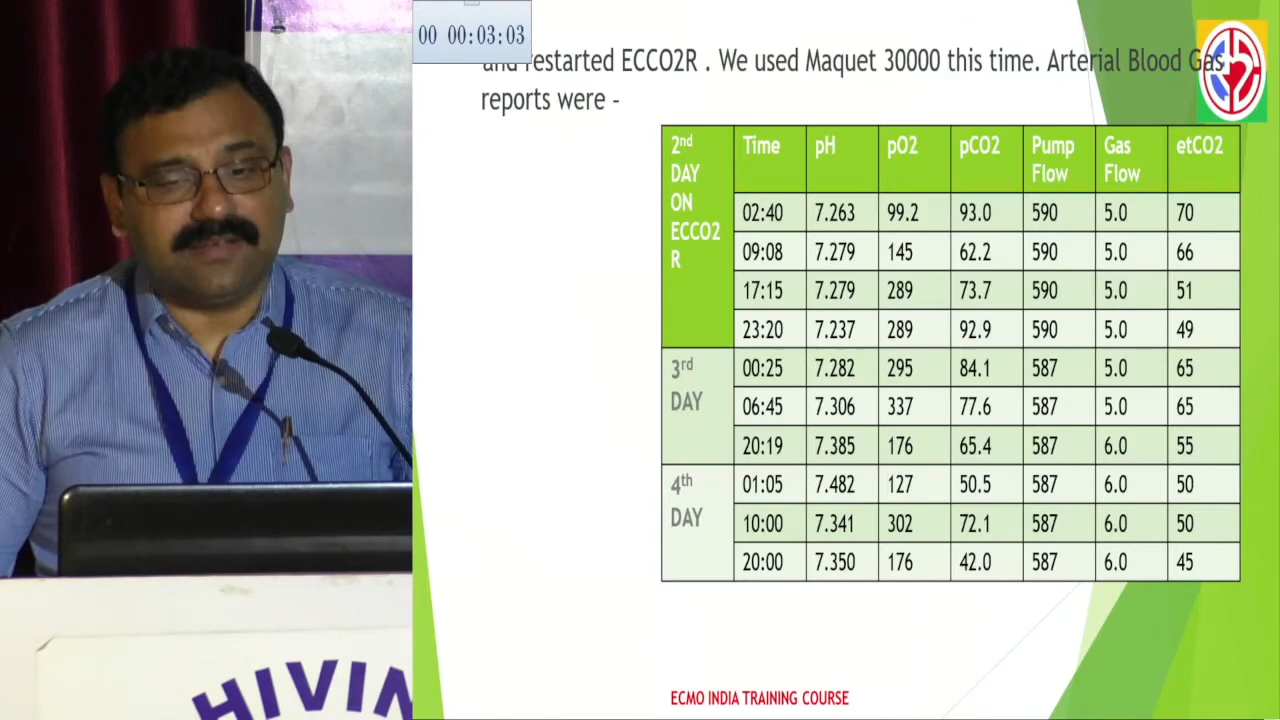 00 00:03:03
and restarted ECCO2R . We used Maquet 30000 this time. Arterial Blood Gas
reports were -
2nd DAY ON ECCO2R Time pH pO2 pCO2 Pump Flow Gas Flow etCO2
02:40 7.263 99.2 93.0 590 5.0 70
09:08 7.279 145 62.2 590 5.0 66
17:15 7.279 289 73.7 590 5.0 51
23:20 7.237 289 92.9 590 5.0 49
3rd DAY 00:25 7.282 295 84.1 587 5.0 65
06:45 7.306 337 77.6 587 5.0 65
20:19 7.385 176 65.4 587 6.0 55
4th DAY 01:05 7.482 127 50.5 587 6.0 50
10:00 7.341 302 72.1 587 6.0 50
20:00 7.350 176 42.0 587 6.0 45
ECMO INDIA TRAINING COURSE